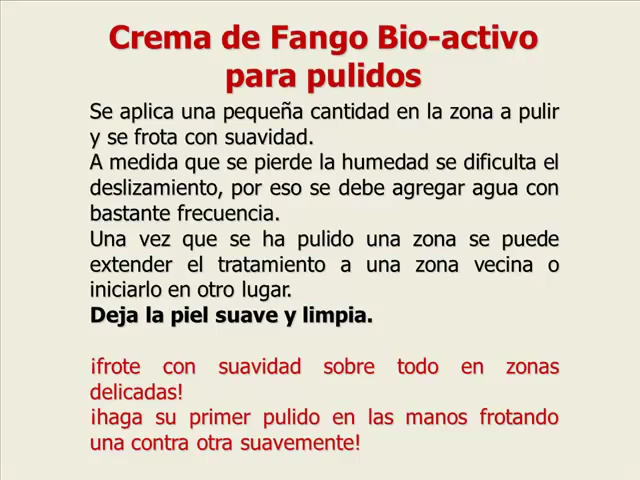 Crema de Fango Bio-activo
para pulidos
Se aplica una pequeña cantidad en la zona a pulir
y se frota con suavidad.
A medida que se pierde la humedad se dificulta el
deslizamiento, por eso se debe agregar agua con
bastante frecuencia.
Una vez que se ha pulido una zona se puede
extender el tratamiento a una zona vecina o
iniciarlo en otro lugar.
Deja la piel suave y limpia.
¡frote con suavidad sobre todo en zonas
delicadas!
¡haga su primer pulido en las manos frotando
una contra otra suavemente!